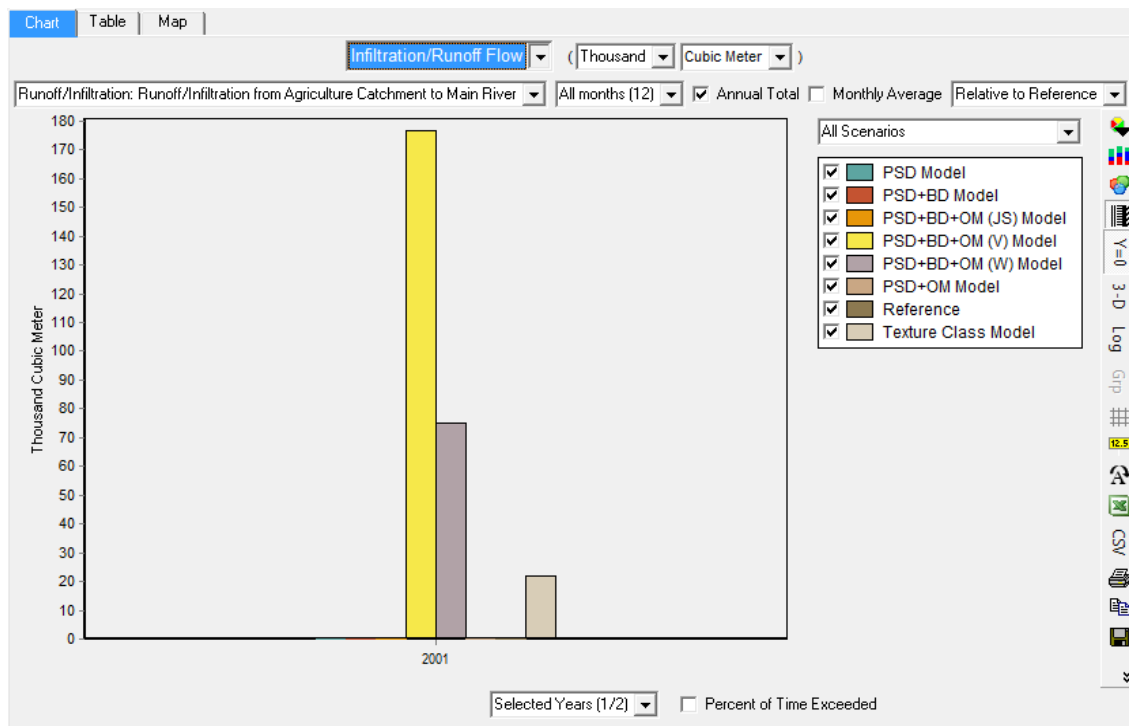 Chart Table Map
Infiltration/Runoff Flow ( Thousand Cubic Meter )
Runoff/Infiltration: Runoff/Infiltration from Agriculture Catchment to Main River All months (12) Annual Total Monthly Average Relative to Reference
All Scenarios
PSD Model
PSD+BD Model
PSD+BD+OM (JS) Model
PSD+BD+OM (V) Model
PSD+BD+OM (W) Model
PSD+OM Model
Reference
Texture Class Model
180
170
160
150
140
130
120
110
100
90
80
70
60
50
40
30
20
10
0
Thousand Cubic Meter
2001
Y=0
3-D
Log
Grp
12.5
A
CSV
Selected Years (1/2) Percent of Time Exceeded